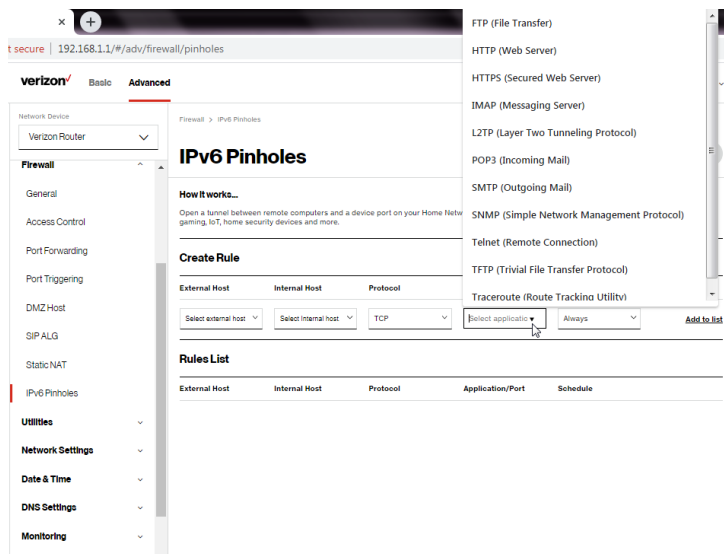 t secure | 192.168.1.1/#/adv/firewall/pinholes
verizon✓ Basic Advanced
Network Device
Verizon Router
Firewall
General
Access Control
Port Forwarding
Port Triggering
DMZ Host
SIP ALG
Static NAT
IPv6 Pinholes
Utilities
Network Settings
Date & Time
DNS Settings
Monitoring
Firewall > IPv6 Pinholes
IPv6 Pinholes
How it works...
Open a tunnel between remote computers and a device port on your Home Netw
gaming, IoT, home security devices and more.
Create Rule
External Host Internal Host Protocol
Select external host Select Internal host TCP Select applicatio Always Add to list
FTP (File Transfer)
HTTP (Web Server)
HTTPS (Secured Web Server)
IMAP (Messaging Server)
L2TP (Layer Two Tunneling Protocol)
POP3 (Incoming Mail)
SMTP (Outgoing Mail)
SNMP (Simple Network Management Protocol)
Telnet (Remote Connection)
TFTP (Trivial File Transfer Protocol)
Traceroute (Route Tracking Utility)
Rules List
External Host Internal Host Protocol Application/Port Schedule